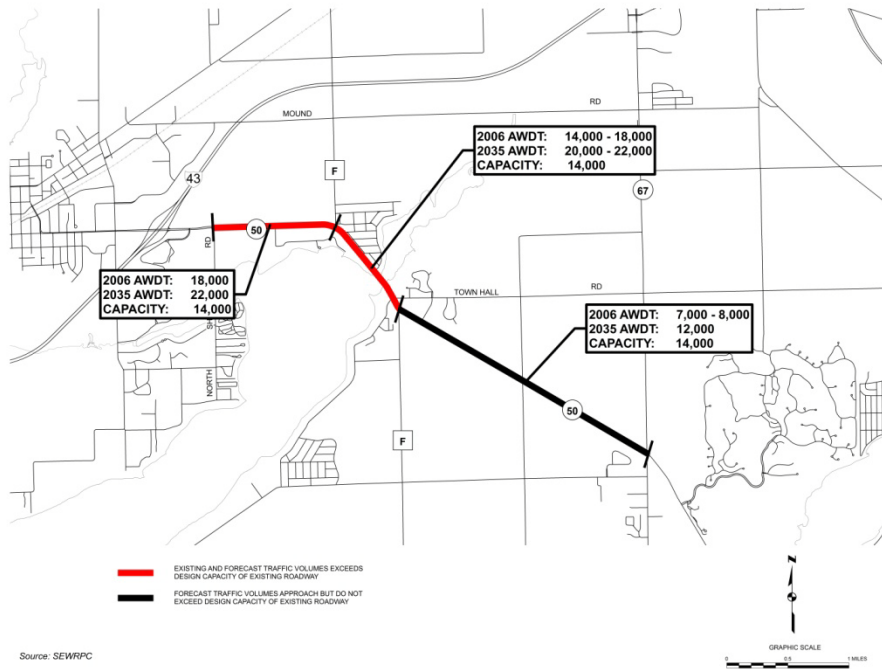 MOUND RD
2006 AWDT: 14,000 - 18,000
2035 AWDT: 20,000 - 22,000
CAPACITY: 14,000
F
43
67
50
RD
2006 AWDT: 18,000
2035 AWDT: 22,000
CAPACITY: 14,000
TOWN HALL RD
2006 AWDT: 7,000 - 8,000
2035 AWDT: 12,000
CAPACITY: 14,000
NORTH
50
F
EXISTING AND FORECAST TRAFFIC VOLUMES EXCEEDS
DESIGN CAPACITY OF EXISTING ROADWAY
FORECAST TRAFFIC VOLUMES APPROACH BUT DO NOT
EXCEED DESIGN CAPACITY OF EXISTING ROADWAY
Source: SEWRPC
GRAPHIC SCALE
0 0.5 1 MILES